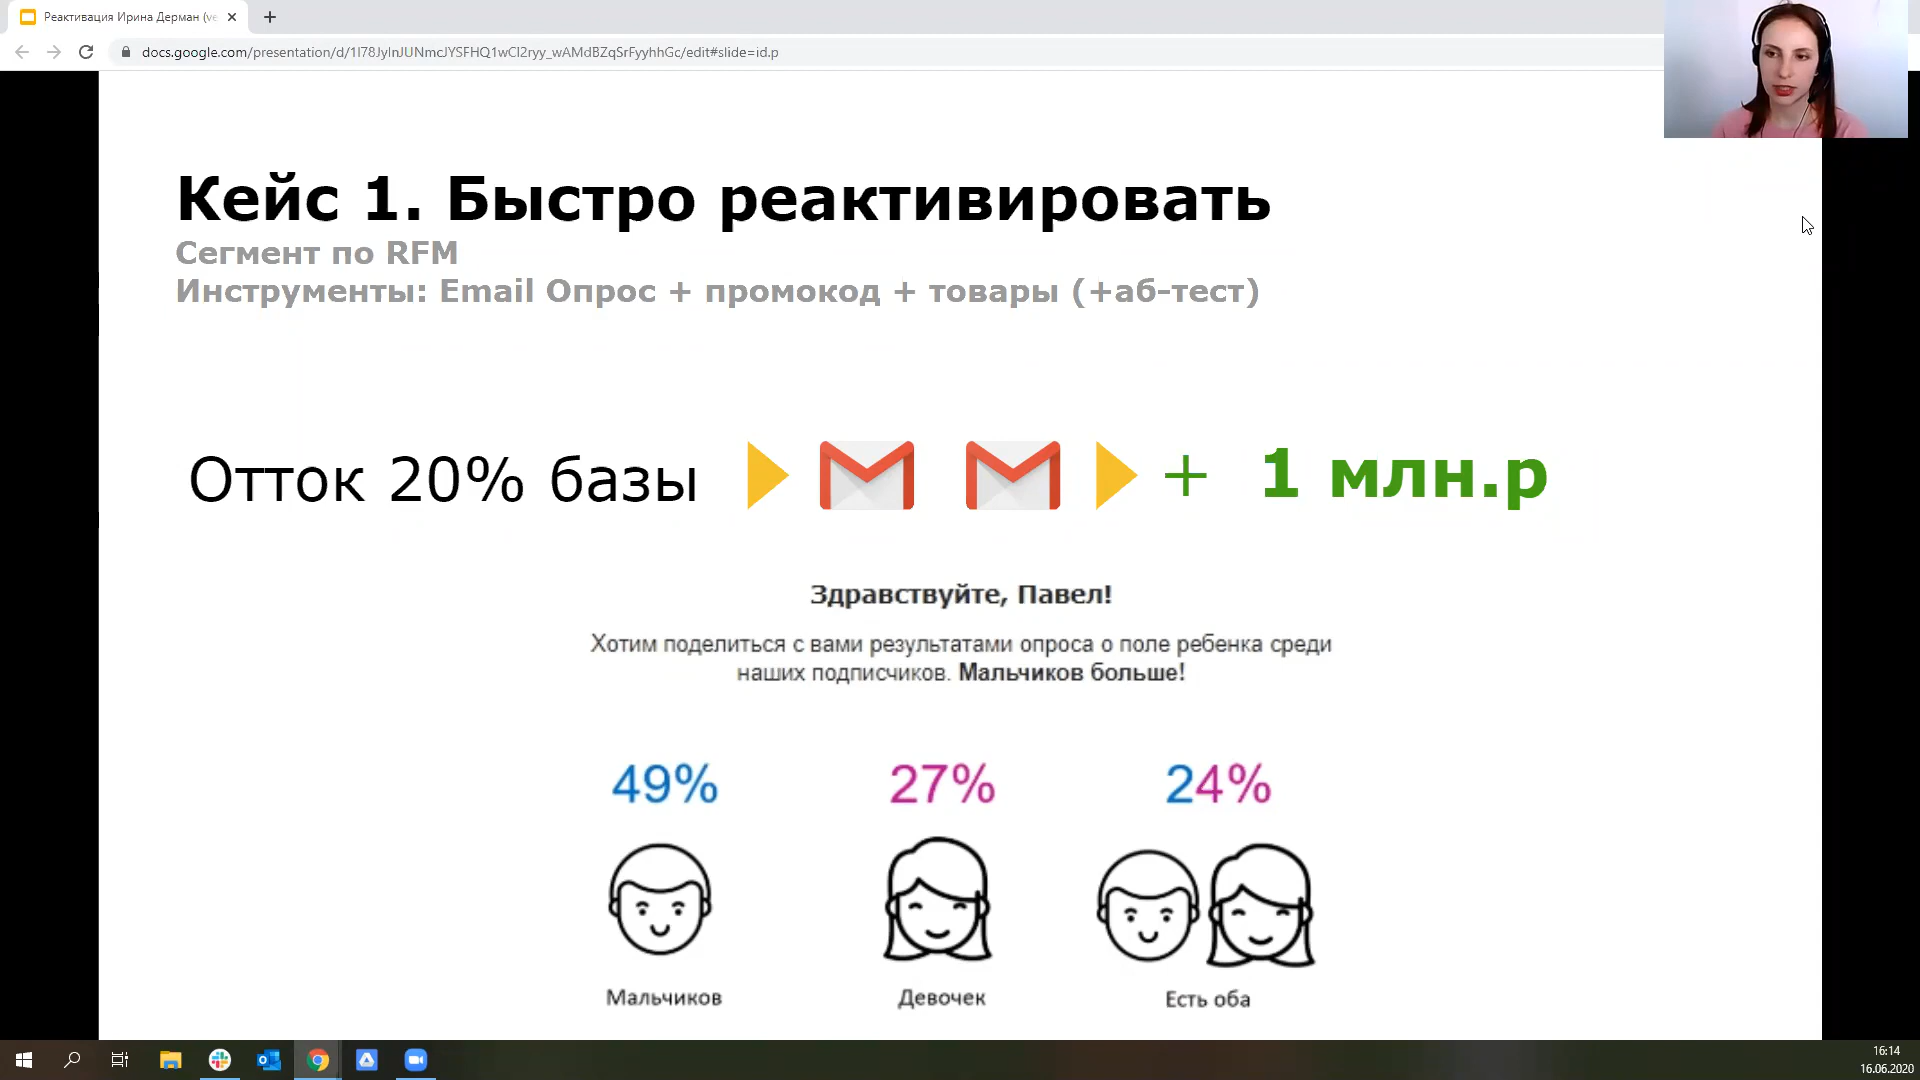 Реактивация Ирина Дерман (ve
docs.google.com/presentation/d/1I78JyInJUNmcJYSFHQ1wCl2ryy_wAMdBZqSrFyyhhGc/edit#slide=id.p
Кейс 1. Быстро реактивировать
Сегмент по RFM
Инструменты: Email Опрос + промокод + товары (+аб-тест)
Отток 20% базы + 1 млн.р
Здравствуйте, Павел!
Хотим поделиться с вами результатами опроса о поле ребенка среди
наших подписчиков. Мальчиков больше!
49% 27% 24%
Мальчиков Девочек Есть оба
16:14
16.06.2020